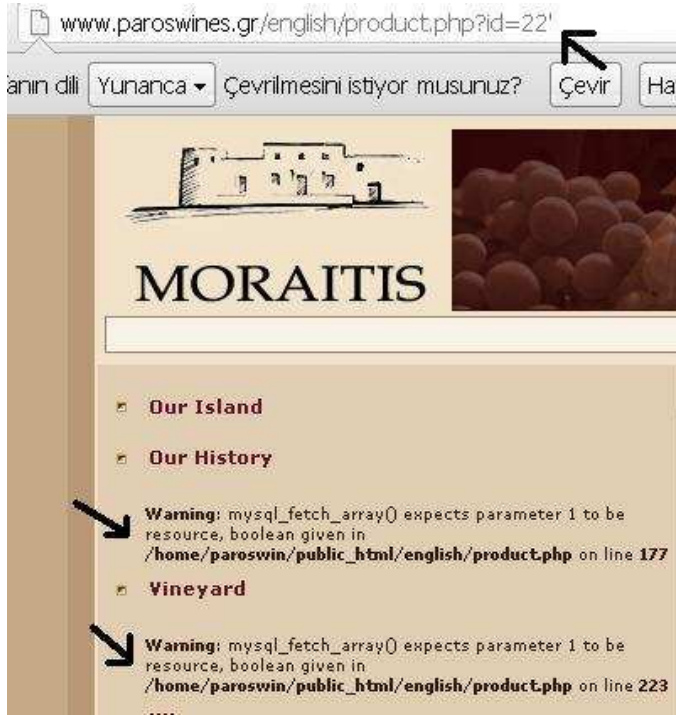 www.paroswines.gr/english/product.php?id=22'
dili Yunanca Çevrilmesini istiyor musunuz? Çevir
MORAITIS
Our Island
Our History
Warning: mysql_fetch_array() expects parameter 1 to be
resource, boolean given in
/home/paroswin/public_html/english/product.php on line 177
Vineyard
Warning: mysql_fetch_array() expects parameter 1 to be
resource, boolean given in
/home/paroswin/public_html/english/product.php on line 223